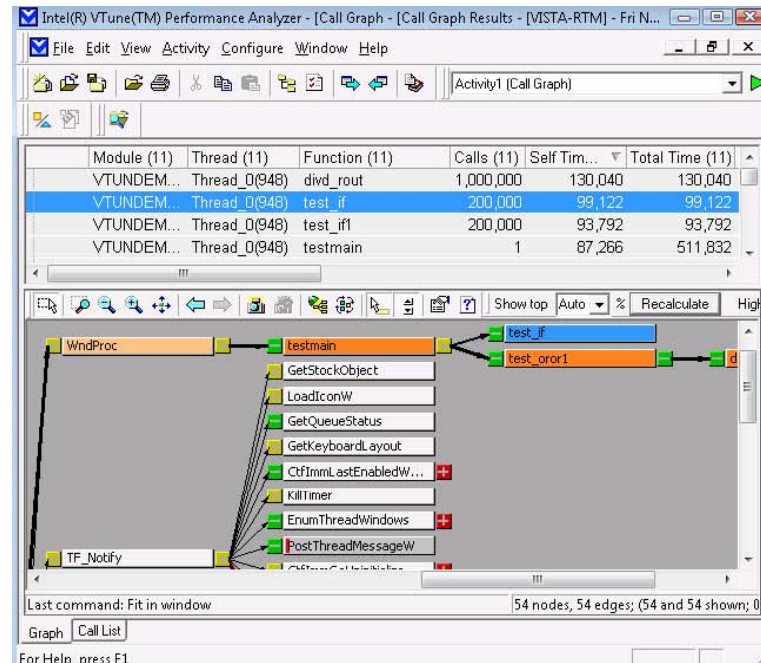 Intel(R) VTune(TM) Performance Analyzer - [Call Graph - [Call Graph Results - [VISTA-RTM] - Fri N...
File Edit View Activity Configure Window Help
Activity1 (Call Graph)
Module (11) Thread (11) Function (11) Calls (11) Self Tim... Total Time (11)
VTUNDEM... Thread_0(948) divd_rout 1,000,000 130,040 130,040
VTUNDEM... Thread_0(948) test_if 200,000 99,122 99,122
VTUNDEM... Thread_0(948) test_if1 200,000 93,792 93,792
VTUNDEM... Thread_0(948) testmain 1 87,266 511,832
Show top Auto % Recalculate High
test_if
WndProc testmain test_oror1 d
GetStockObject
LoadIconW
GetQueueStatus
GetKeyboardLayout
CtfImmLastEnabledW...
KillTimer
EnumThreadWindows
PostThreadMessageW
TF_Notify
Last command: Fit in window 54 nodes, 54 edges; (54 and 54 shown; 0
Graph Call List
For Help, press F1